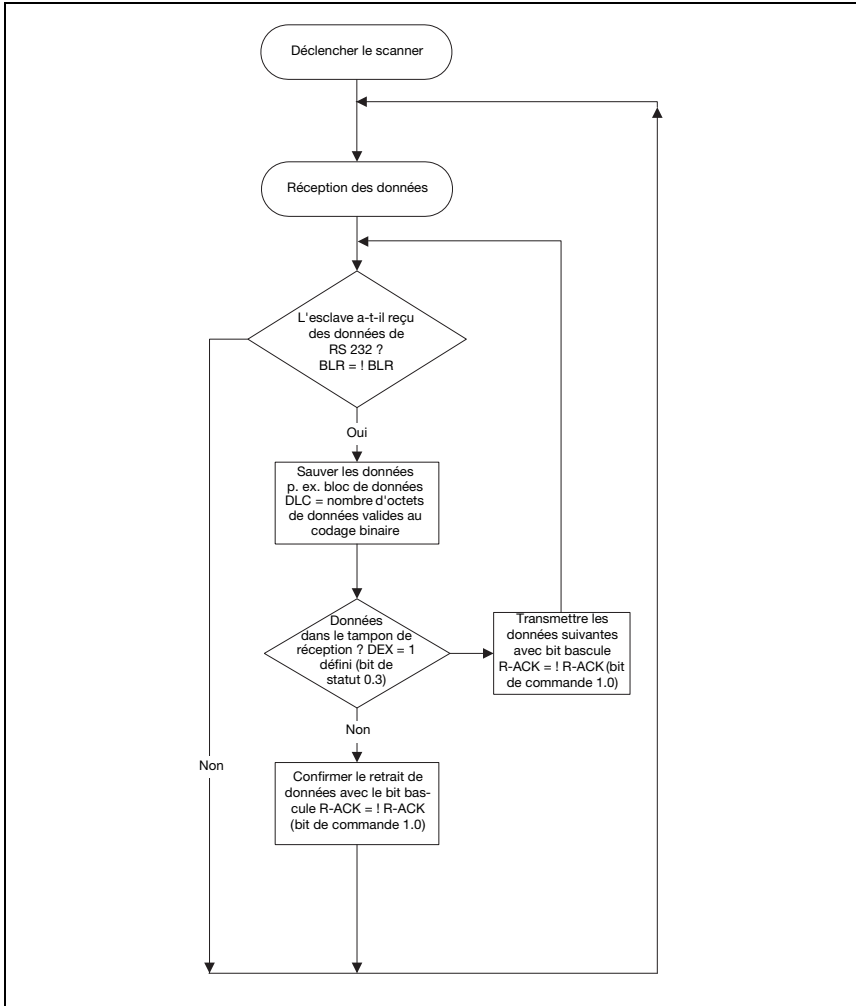 Déclencher le scanner
Réception des données
L'esclave a-t-il reçu
des données de
RS 232 ?
BLR = ! BLR
Oui
Sauver les données
p. ex. bloc de données
DLC = nombre d'octets
de données valides au
codage binaire
Données
dans le tampon de
réception ? DEX = 1
défini (bit de
statut 0.3)
Transmettre les
données suivantes
avec bit bascule
R-ACK = ! R-ACK (bit
de commande 1.0)
Non
Non
Confirmer le retrait de
données avec le bit bas-
cule R-ACK = ! R-ACK
(bit de commande 1.0)